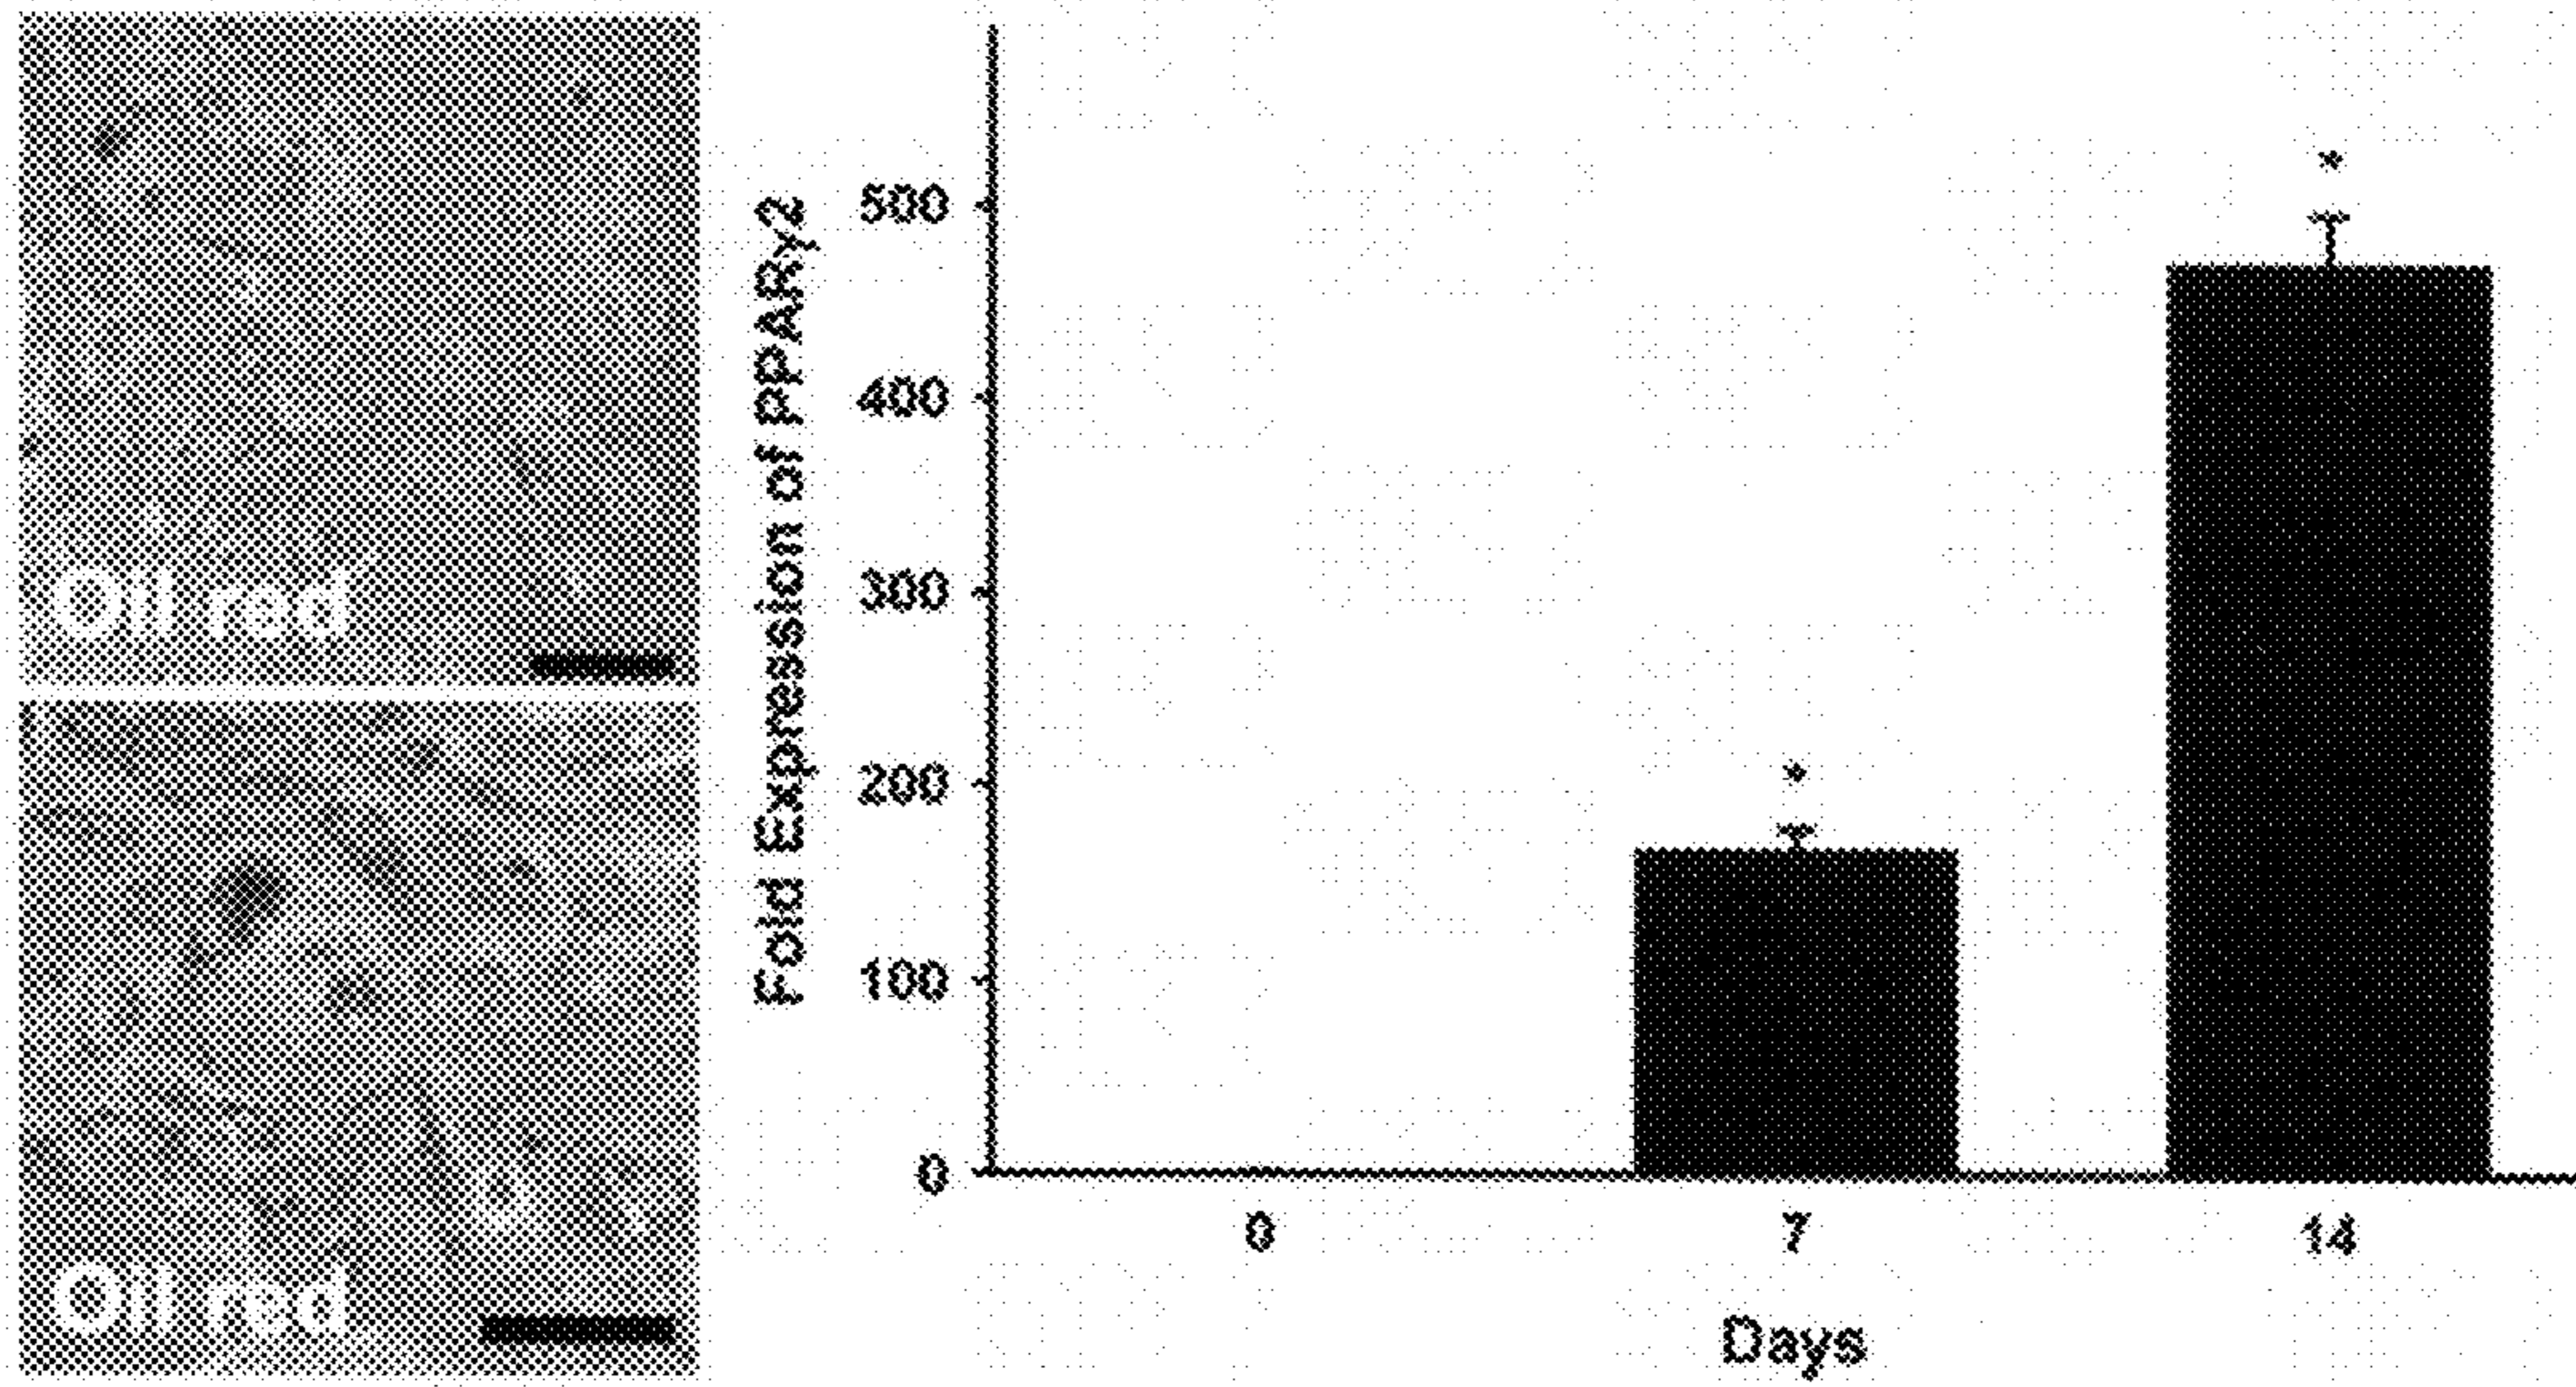 Oil red
Oil red
Fold Expression of PPARγ2
500
*
400
300
200
*
100
0
0 7 14
Days